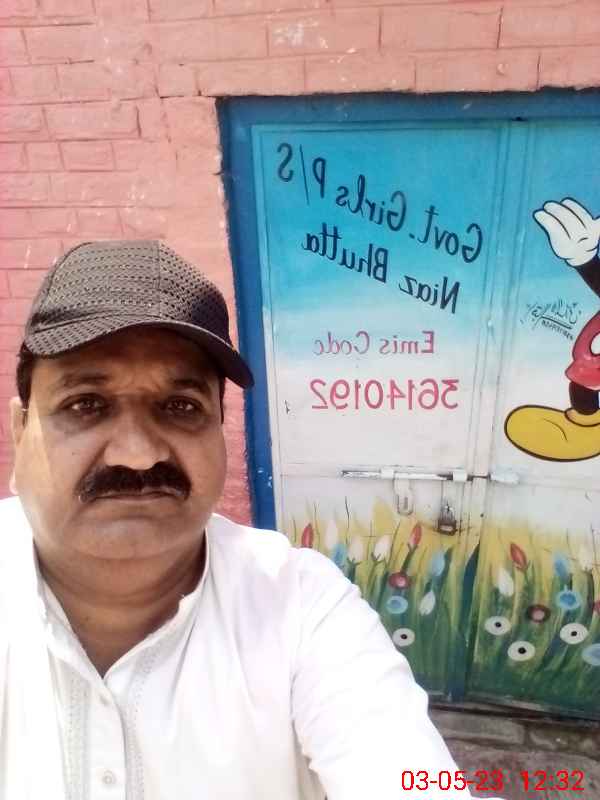 Govt. Girls P/S
Niaz Bhutta
Emis Code
36140192
03-05-23 12:32